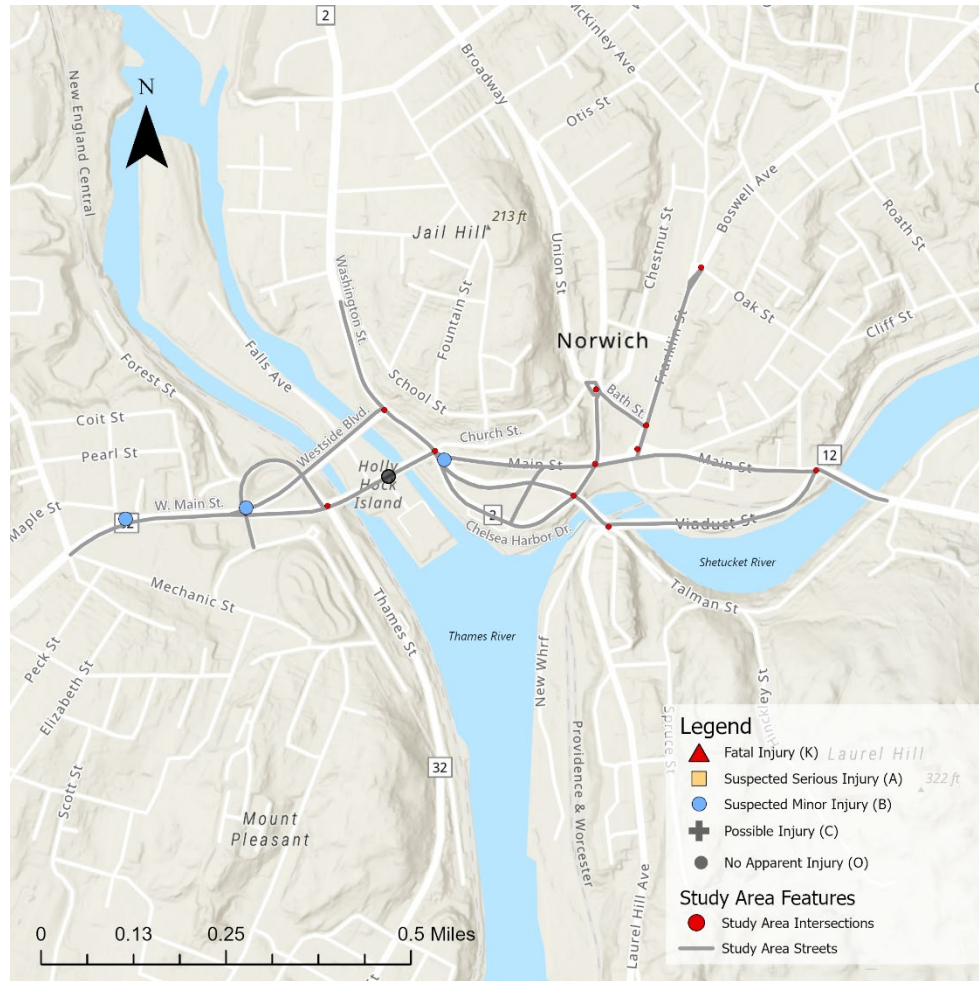 2
McKinley Ave
Broadway
New England Central
N
Otis St
Boswell Ave
Roath St
213 ft
Jail Hill
Union St
Chestnut St
Washington St.
Fountain St
Oak St
Cliff St
Norwich
Franklin St
Falls Ave
Forest St
School St
Bath St.
Westside Blvd.
Coit St
Church St.
Pearl St
Main St
Main St
12
Holly
Hock
Island
Maple St
W. Main St.
2
Chelsea Harbor Dr.
Viaduct St
Shetucket River
Mechanic St
Talman St
Thames St
Thames River
Peck St
Elizabeth St
New Whrf
Spruce St
Hinckley St
Providence & Worcester
Laurel Hill
322 ft
32
Scott St
Mount
Pleasant
Laurel Hill Ave
Legend
Fatal Injury (K)
Suspected Serious Injury (A)
Suspected Minor Injury (B)
Possible Injury (C)
No Apparent Injury (O)
Study Area Features
Study Area Intersections
Study Area Streets
0 0.13 0.25 0.5 Miles